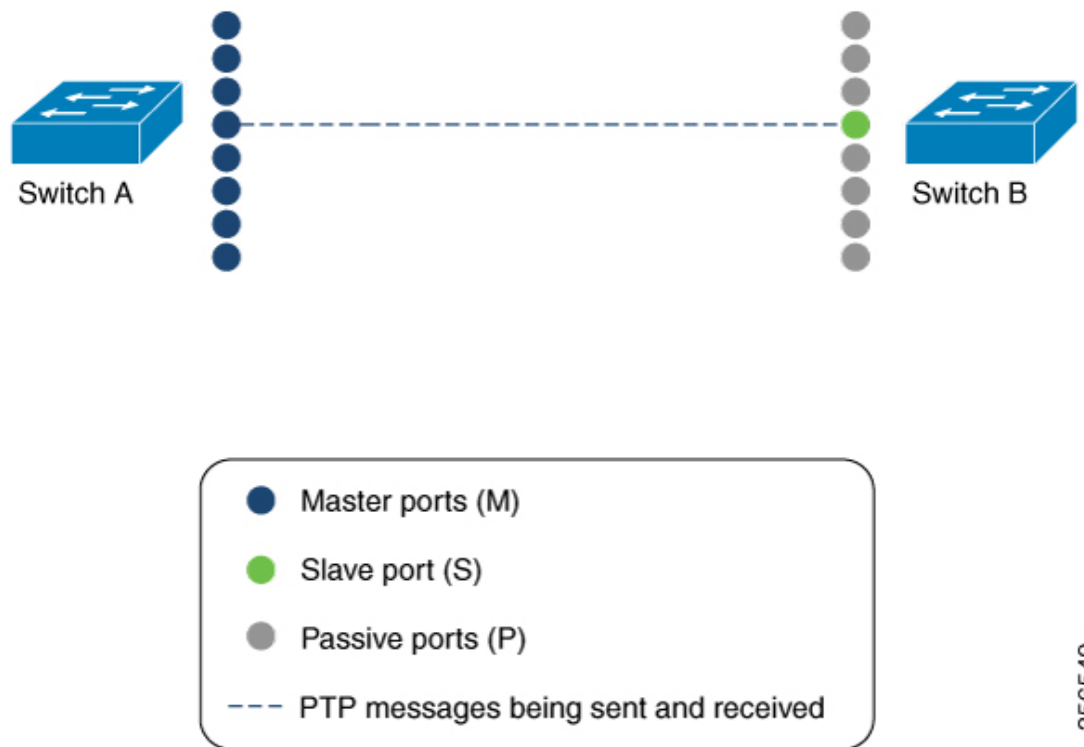 Switch A
Switch B
Master ports (M)
Slave port (S)
Passive ports (P)
PTP messages being sent and received